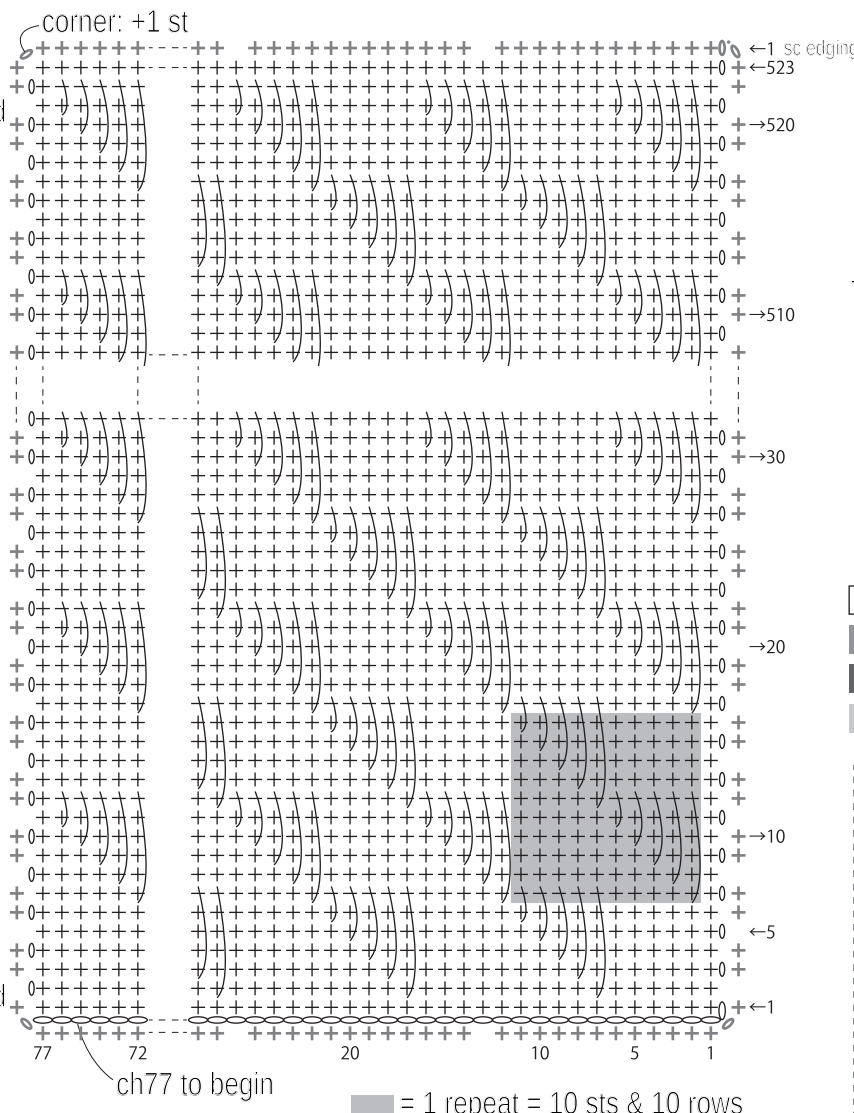 corner: +1 st
←1 sc edging
←523
→520
→510
→30
→20
→10
←5
←1
77 72 20 10 5 1
ch77 to begin
= 1 repeat = 10 sts & 10 rows